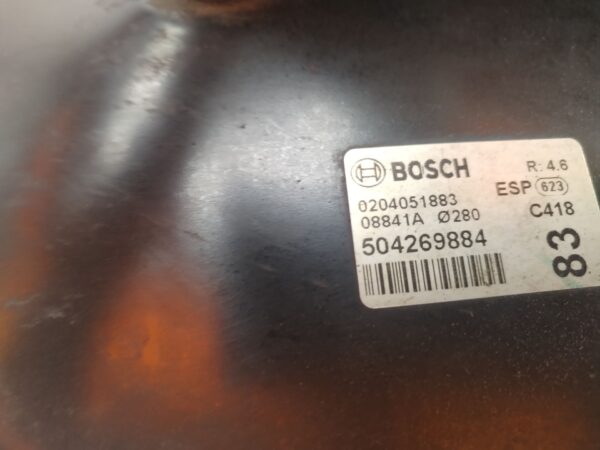 BOSCH R: 4.6
0204051883 ESP 623
08841A Ø280 C418
504269884
83